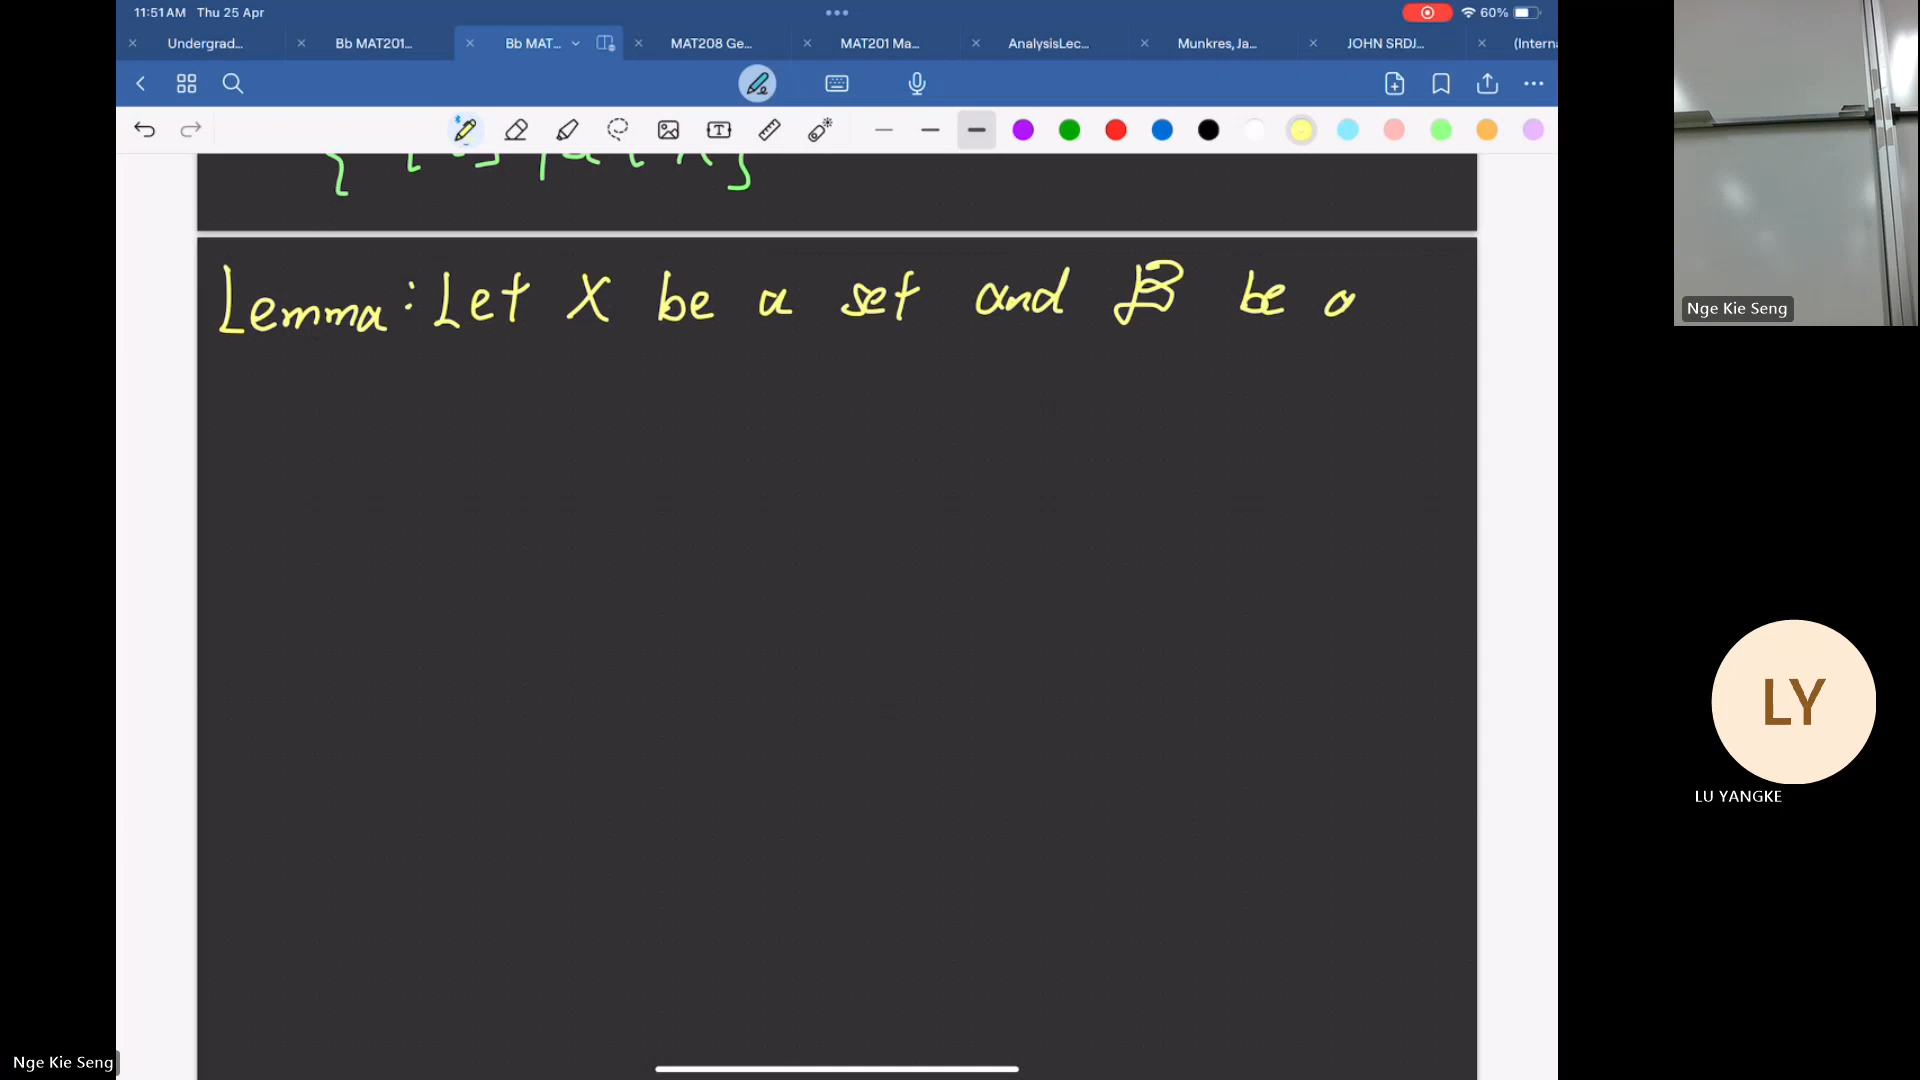 11:51 AM Thu 25 Apr
60%
Undergrad...
Bb MAT201...
Bb MAT...
MAT208 Ge...
MAT201 Ma...
AnalysisLec...
Munkres, Ja...
JOHN SRDJ...
(Intern
Lemma: Let X be a set and B be a
Nge Kie Seng
LY
LU YANGKE
Nge Kie Seng